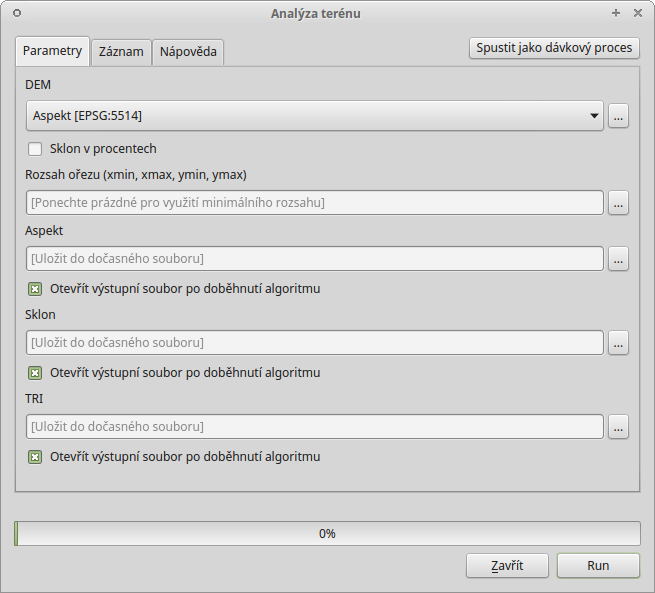 Analýza terénu
Parametry
Záznam
Nápověda
Spustit jako dávkový proces
DEM
Aspekt [EPSG:5514]
...
Sklon v procentech
Rozsah ořezu (xmin, xmax, ymin, ymax)
[Ponechte prázdné pro využití minimálního rozsahu]
...
Aspekt
[Uložit do dočasného souboru]
...
Otevřít výstupní soubor po doběhnutí algoritmu
Sklon
[Uložit do dočasného souboru]
...
Otevřít výstupní soubor po doběhnutí algoritmu
TRI
[Uložit do dočasného souboru]
...
Otevřít výstupní soubor po doběhnutí algoritmu
0%
Zavřít
Run